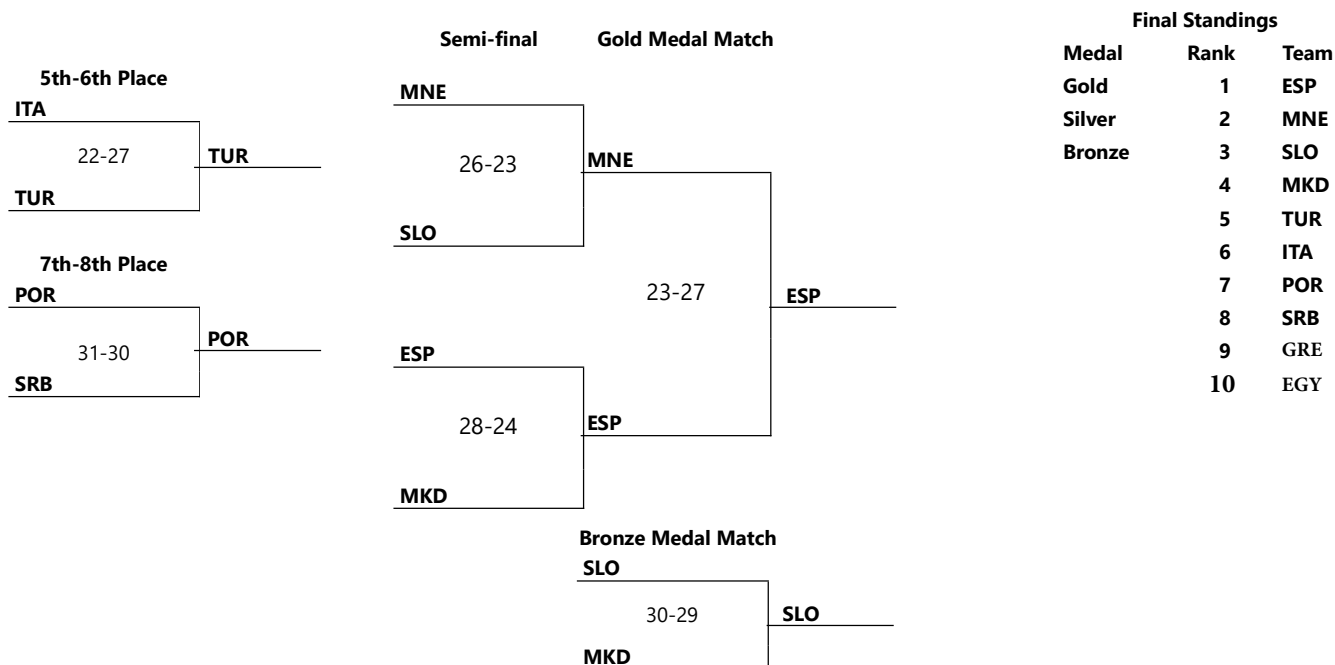 Final Standings
Semi-final Gold Medal Match
Medal Rank Team
5th-6th Place
Gold 1 ESP
ITA
MNE
Silver 2 MNE
22-27
TUR
26-23
MNE
Bronze 3 SLO
4 MKD
TUR
5 TUR
SLO
6 ITA
7th-8th Place
7 POR
POR
23-27
ESP
8 SRB
31-30
POR
ESP
9 GRE
SRB
10 EGY
28-24
ESP
MKD
Bronze Medal Match
SLO
30-29
SLO
MKD